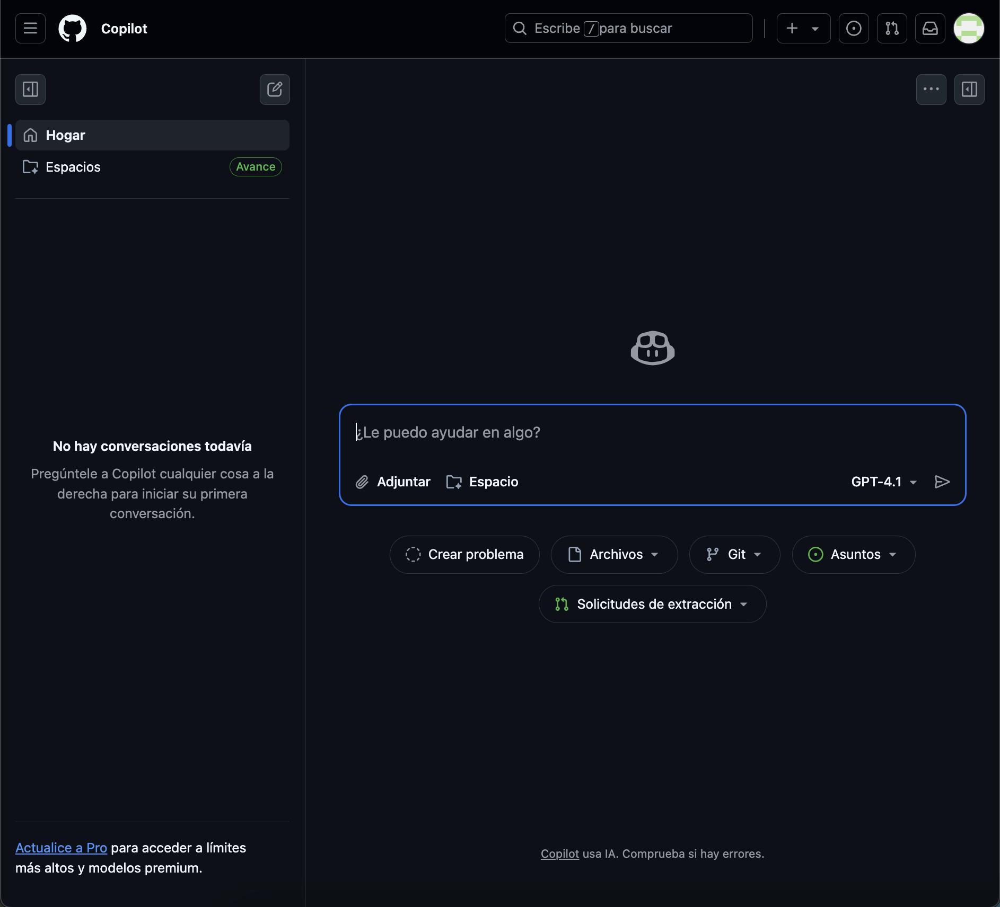 Copilot
Escribe / para buscar
Hogar
Espacios
Avance
No hay conversaciones todavía
Pregúntele a Copilot cualquier cosa a la
derecha para iniciar su primera
conversación.
Actualice a Pro para acceder a límites
más altos y modelos premium.
¿Le puedo ayudar en algo?
Adjuntar
Espacio
GPT-4.1
Crear problema
Archivos
Git
Asuntos
Solicitudes de extracción
Copilot usa IA. Comprueba si hay errores.